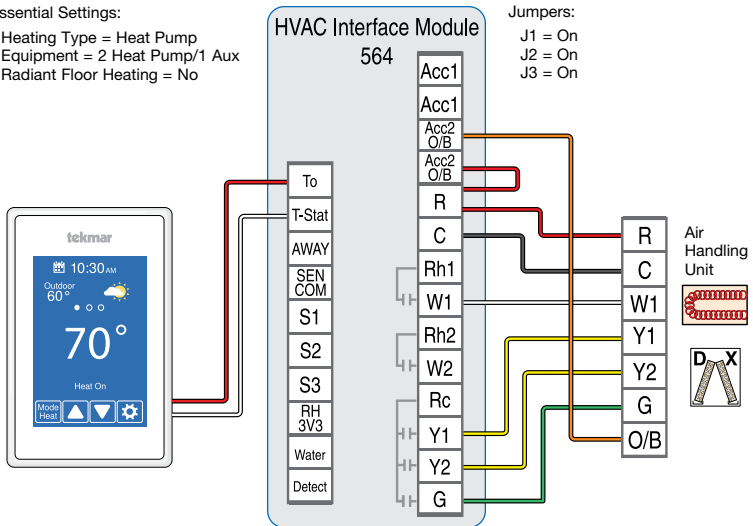 ssential Settings:
Heating Type = Heat Pump
Equipment = 2 Heat Pump/1 Aux
Radiant Floor Heating = No
HVAC Interface Module
564
Jumpers:
J1 = On
J2 = On
J3 = On
Acc1
Acc1
Acc2
O/B
Acc2
O/B
R
C
Rh1
W1
Rh2
W2
Rc
Y1
Y2
G
To
T-Stat
AWAY
SEN
COM
S1
S2
S3
RH
3V3
Water
Detect
tekmar
10:30 AM
Outdoor
60°
70°
Heat On
Mode
Heat
R
C
W1
Y1
Y2
G
O/B
Air
Handling
Unit
D X